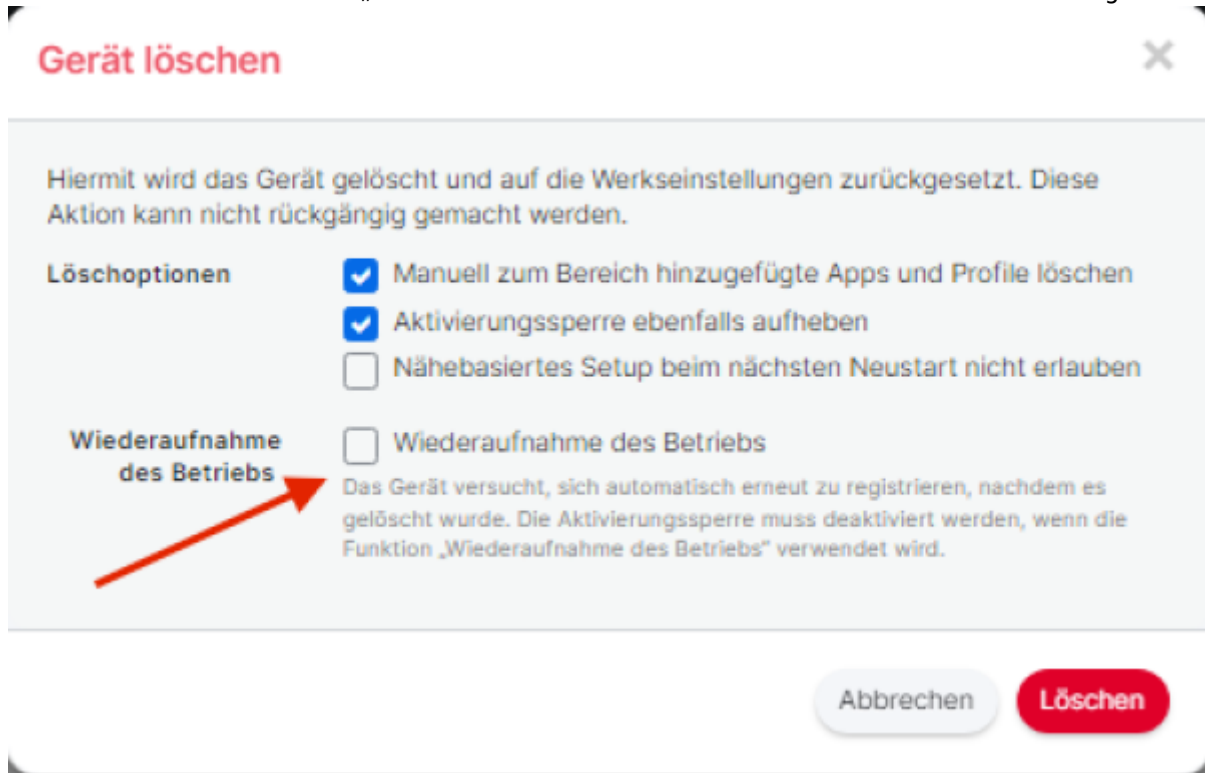 Gerät löschen
Hiermit wird das Gerät gelöscht und auf die Werkseinstellungen zurückgesetzt. Diese
Aktion kann nicht rückgängig gemacht werden.
Löschoptionen
Manuell zum Bereich hinzugefügte Apps und Profile löschen
Aktivierungssperre ebenfalls aufheben
Nähebasiertes Setup beim nächsten Neustart nicht erlauben
Wiederaufnahme
des Betriebs
Wiederaufnahme des Betriebs
Das Gerät versucht, sich automatisch erneut zu registrieren, nachdem es
gelöscht wurde. Die Aktivierungssperre muss deaktiviert werden, wenn die
Funktion „Wiederaufnahme des Betriebs" verwendet wird.
Abbrechen
Löschen